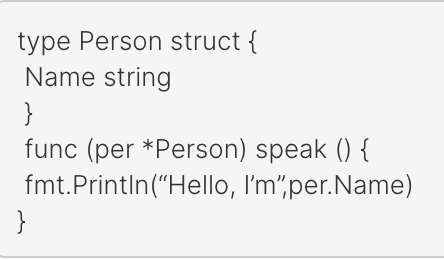 type Person struct {
Name string
}
func (per *Person) speak () {
fmt.Println(“Hello, I’m”,per.Name)
}